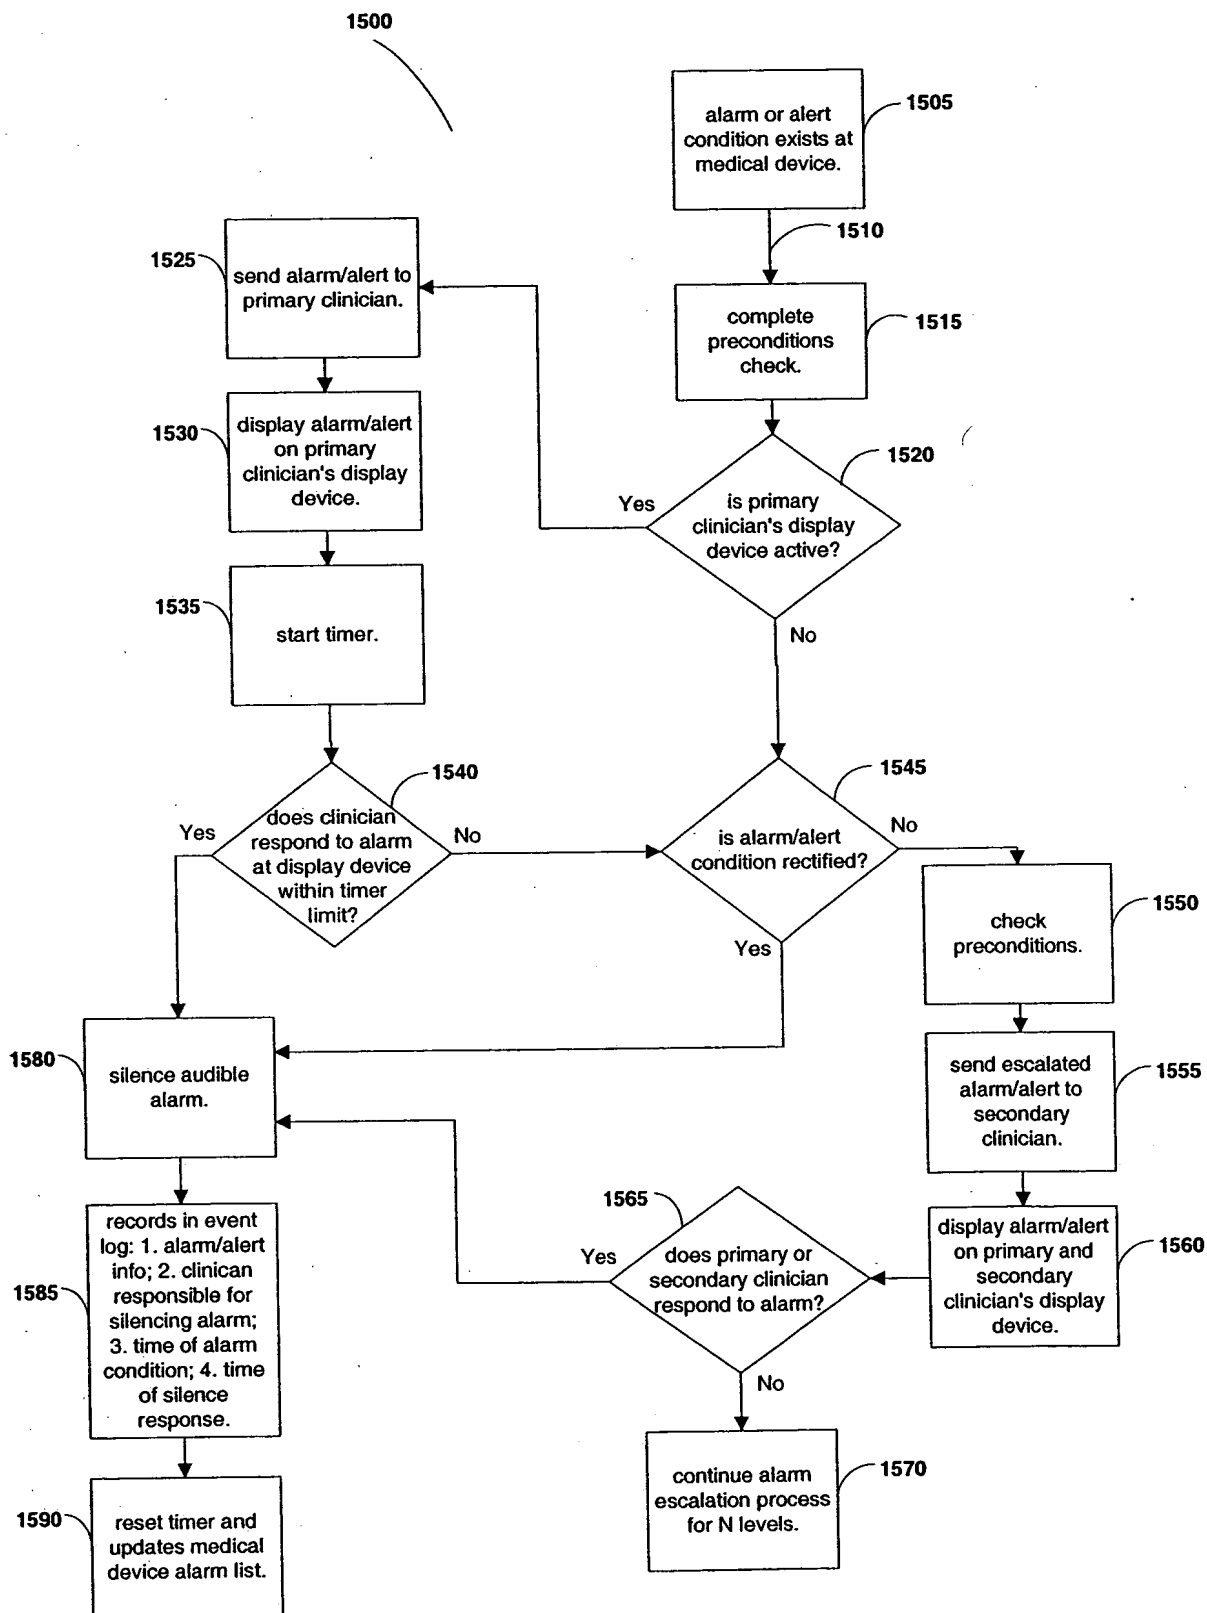 1500
alarm or alert
condition exists at
medical device.
1505
1510
send alarm/alert to
primary clinician.
1525
complete
preconditions
check.
1515
display alarm/alert
on primary
clinician's display
device.
1530
is primary
clinician's display
device active?
1520
Yes
No
start timer.
1535
does clinician
respond to alarm
at display device
within timer
limit?
1540
Yes
No
is alarm/alert
condition rectified?
1545
No
Yes
check
preconditions.
1550
silence audible
alarm.
1580
send escalated
alarm/alert to
secondary
clinician.
1555
display alarm/alert
on primary and
secondary
clinician's display
device.
1560
does primary or
secondary clinician
respond to alarm?
1565
Yes
No
records in event
log: 1. alarm/alert
info; 2. clinican
responsible for
silencing alarm;
3. time of alarm
condition; 4. time
of silence
response.
1585
continue alarm
escalation process
for N levels.
1570
reset timer and
updates medical
device alarm list.
1590